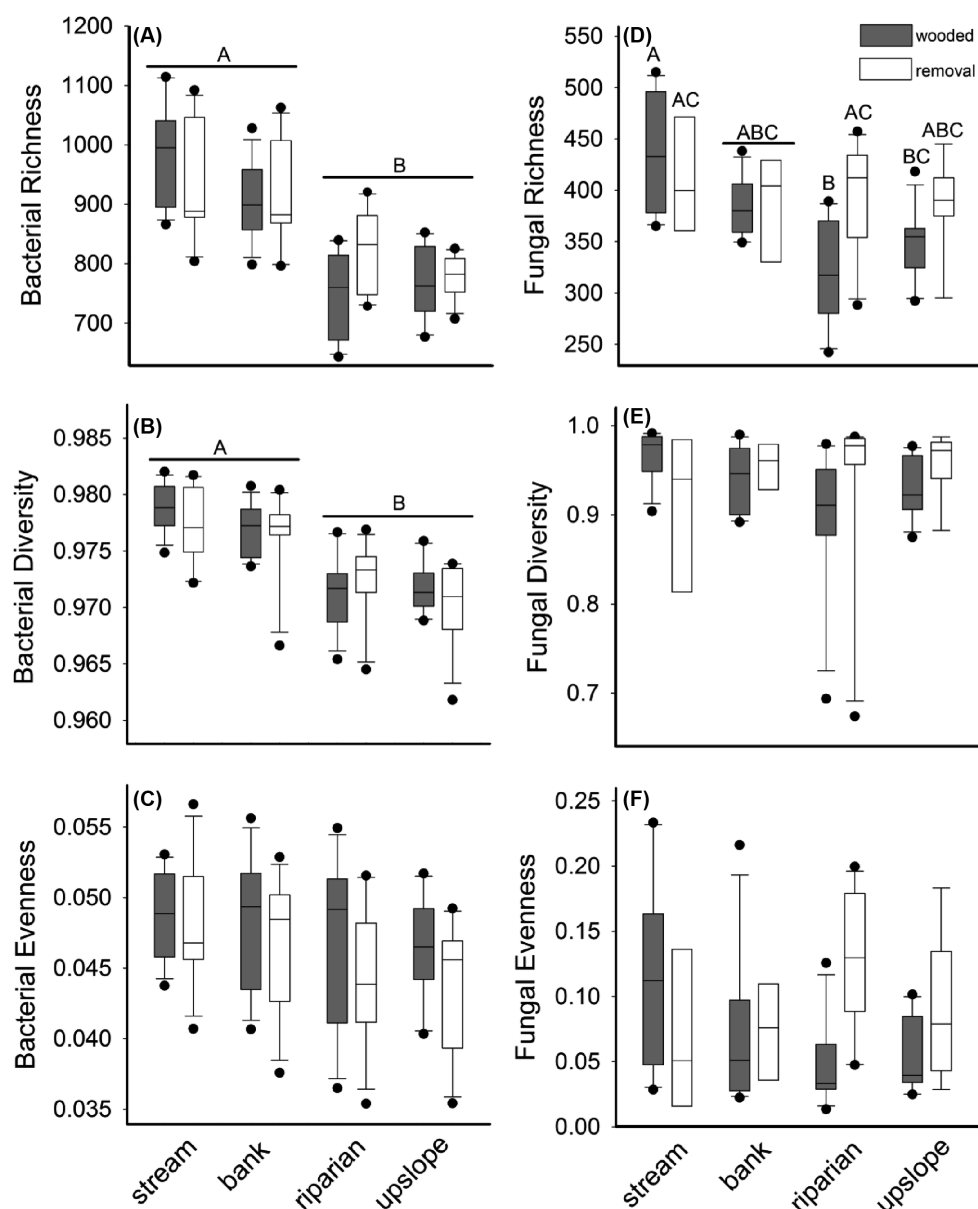 (A)
Bacterial Richness
1200
1100
1000
900
800
700
A
B
(D)
Fungal Richness
550
500
450
400
350
300
250
wooded
removal
A
AC
ABC
B
AC
BC
ABC
(B)
Bacterial Diversity
0.985
0.980
0.975
0.970
0.965
0.960
A
B
(E)
Fungal Diversity
1.0
0.9
0.8
0.7
(C)
Bacterial Evenness
0.055
0.050
0.045
0.040
0.035
stream
bank
riparian
upslope
(F)
Fungal Evenness
0.25
0.20
0.15
0.10
0.05
0.00
stream
bank
riparian
upslope